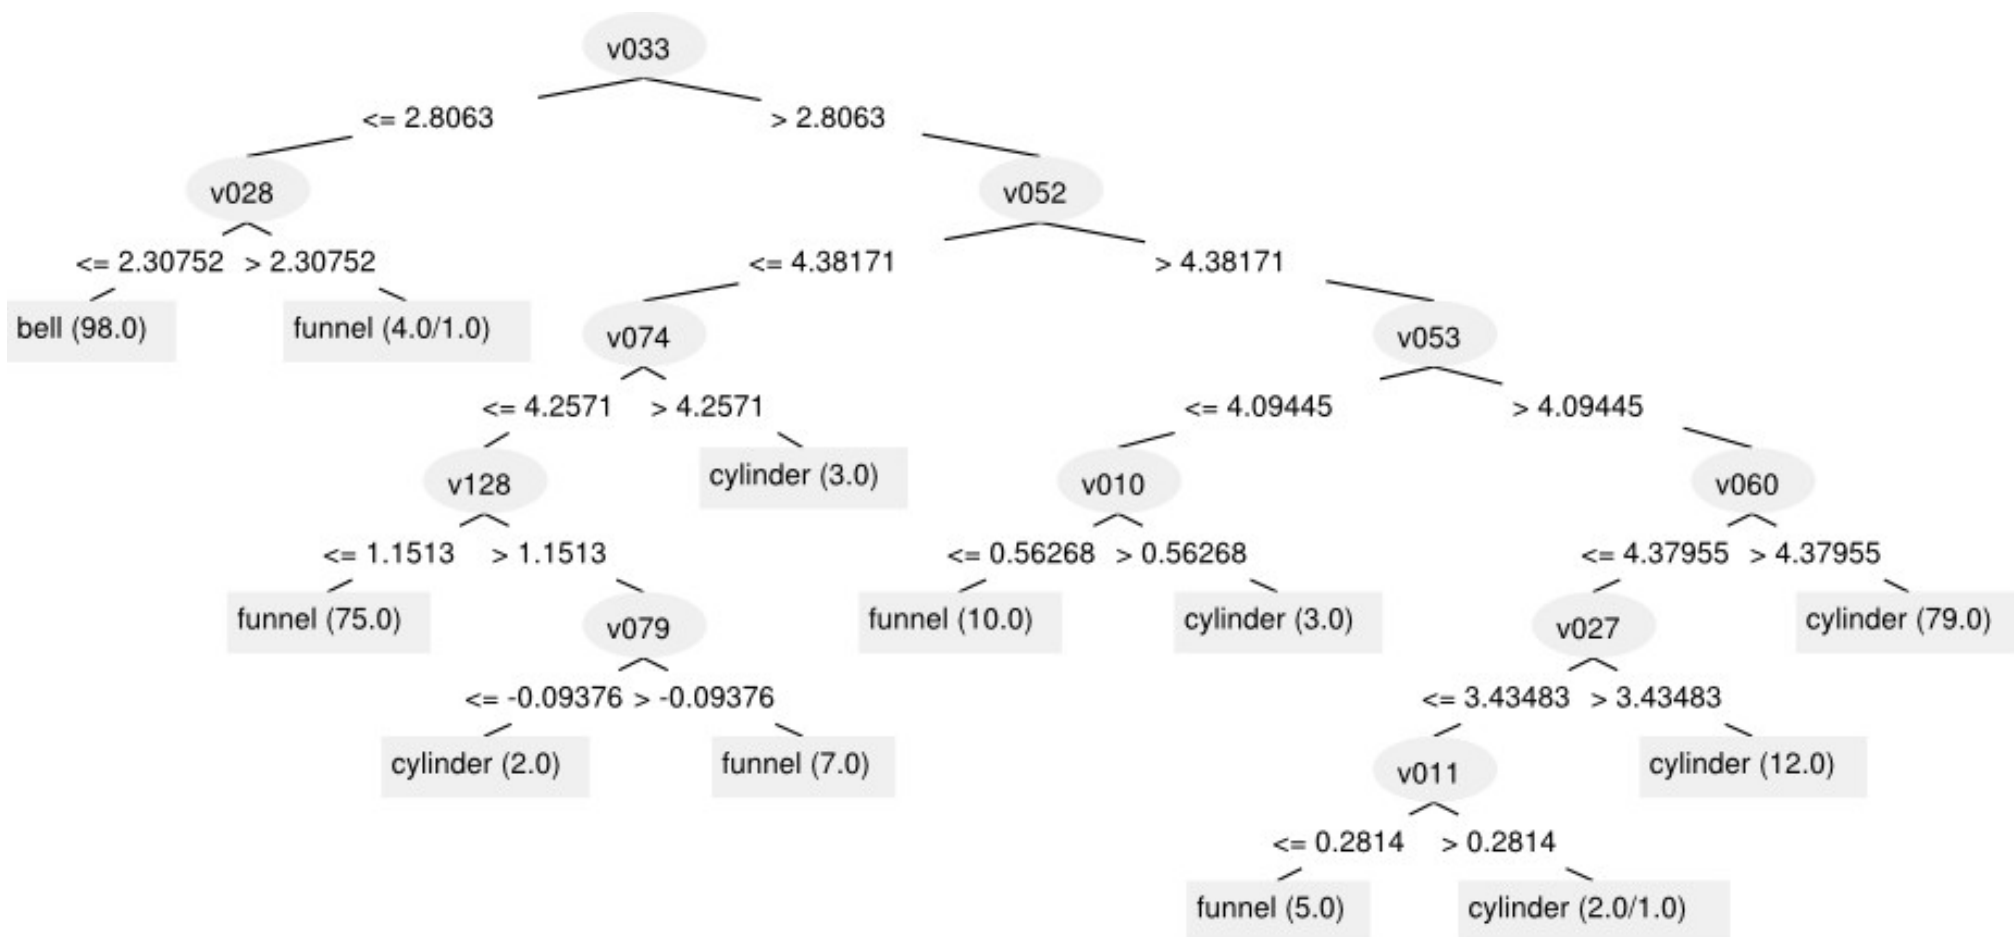 v033
<= 2.8063 > 2.8063
v028 v052
<= 2.30752 > 2.30752 <= 4.38171 > 4.38171
bell (98.0) funnel (4.0/1.0) v074 v053
<= 4.2571 > 4.2571 <= 4.09445 > 4.09445
v128 cylinder (3.0) v010 v060
<= 1.1513 > 1.1513 <= 0.56268 > 0.56268 <= 4.37955 > 4.37955
funnel (75.0) v079 funnel (10.0) cylinder (3.0) v027 cylinder (79.0)
<= -0.09376 > -0.09376 <= 3.43483 > 3.43483
cylinder (2.0) funnel (7.0) v011 cylinder (12.0)
<= 0.2814 > 0.2814
funnel (5.0) cylinder (2.0/1.0)